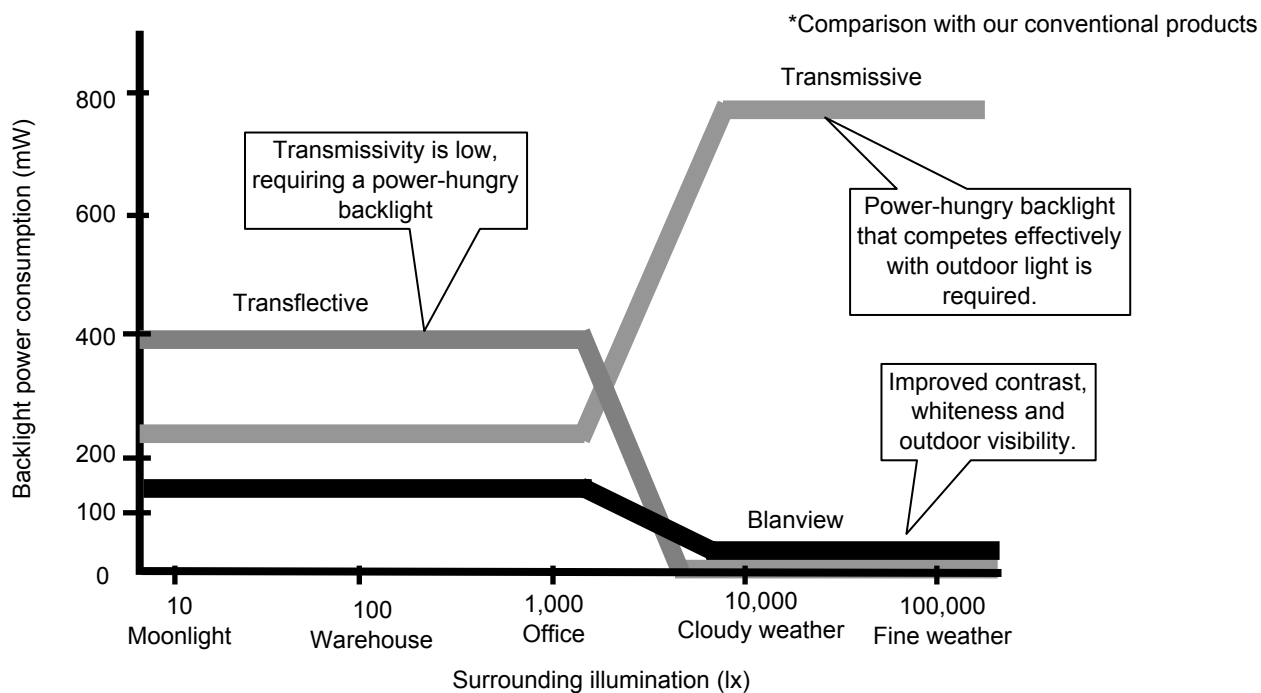 *Comparison with our conventional products
Transmissive
800
Transmissivity is low,
requiring a power-hungry
backlight
Power-hungry backlight
that competes effectively
with outdoor light is
required.
600
Backlight power consumption (mW)
Transflective
400
Improved contrast,
whiteness and
outdoor visibility.
200
100
Blanview
0
10
Moonlight
100
Warehouse
1,000
Office
10,000
Cloudy weather
100,000
Fine weather
Surrounding illumination (lx)